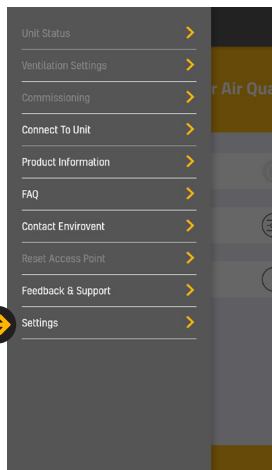 Unit Status
Ventilation Settings
r Air Qua
Commissioning
Connect To Unit
Product Information
FAQ
Contact Envirovent
Reset Access Point
Feedback & Support
Settings